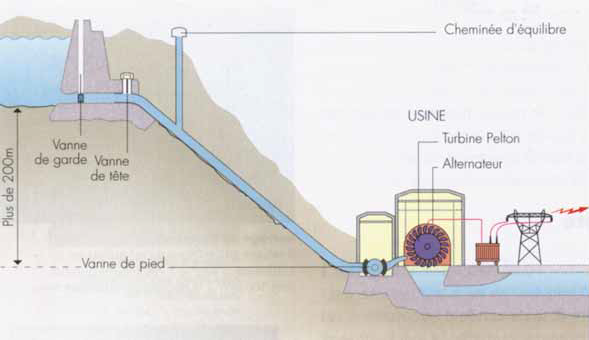 Cheminée d'équilibre
USINE
Turbine Pelton
Alternateur
Vanne
de garde
Vanne
de tête
Plus de 200m
Vanne de pied